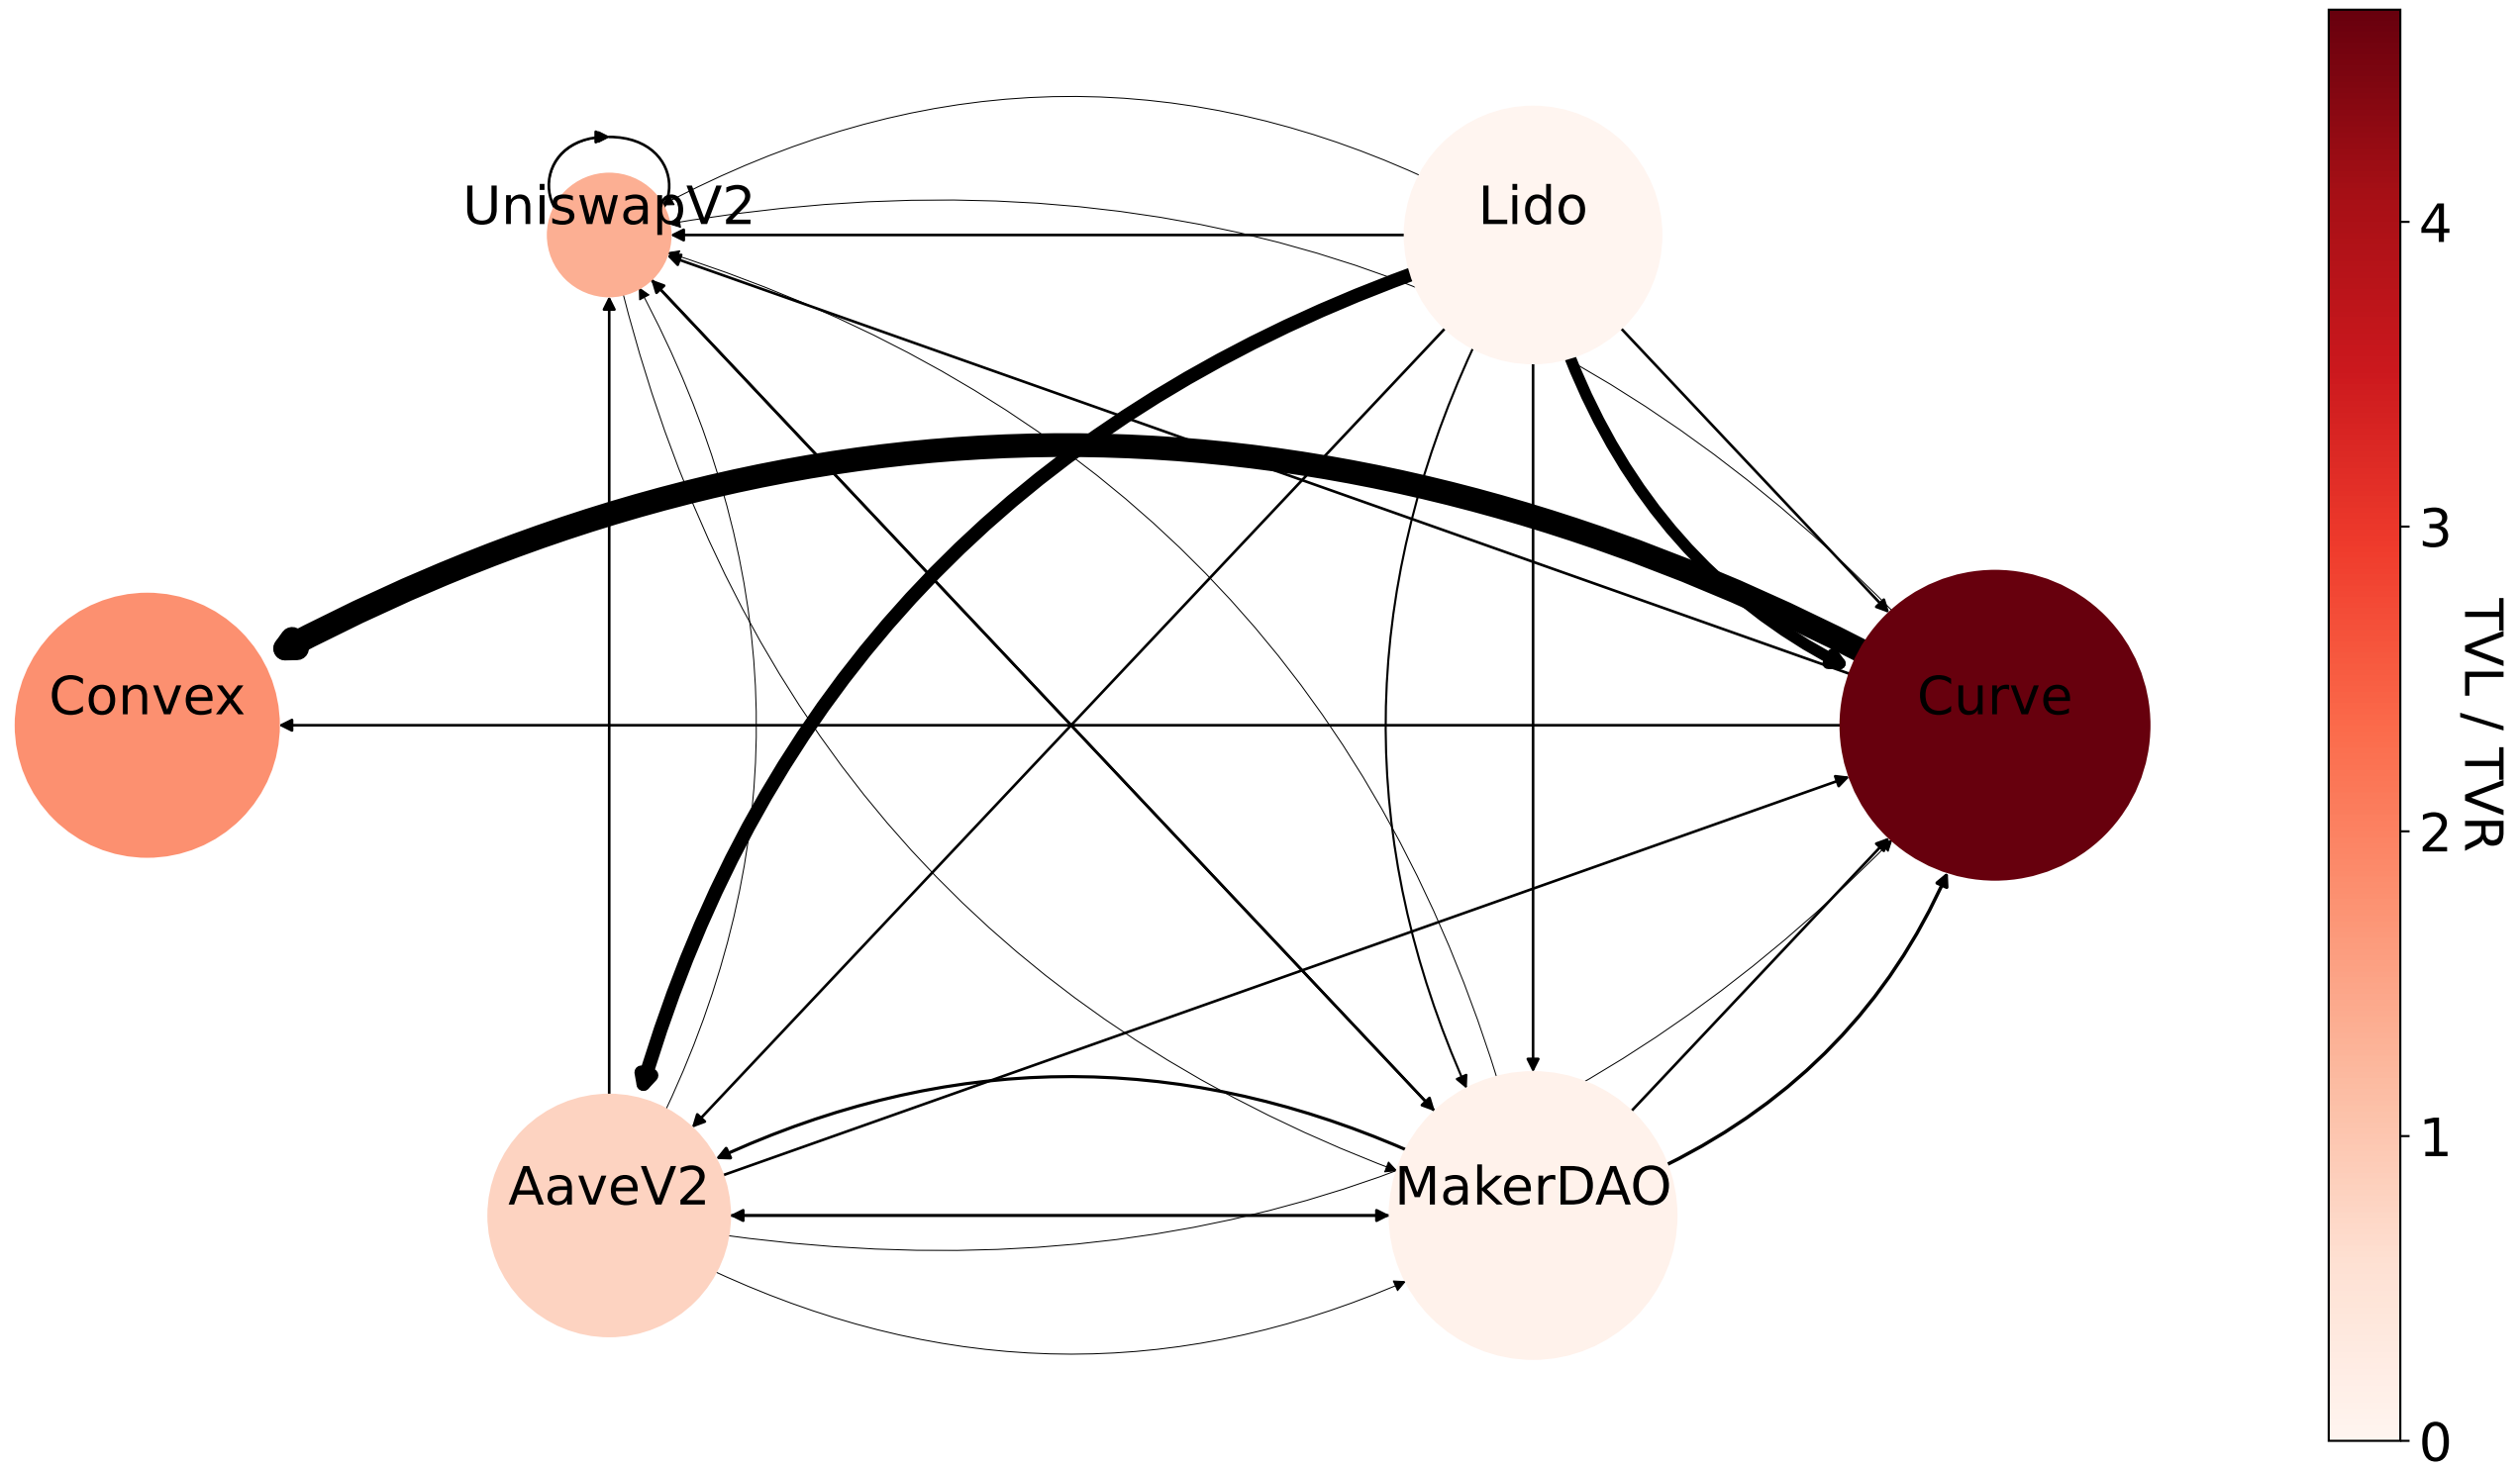 UniswapV2
Lido
Convex
Curve
AaveV2
MakerDAO
4
3
2
1
0
TVL / TVR